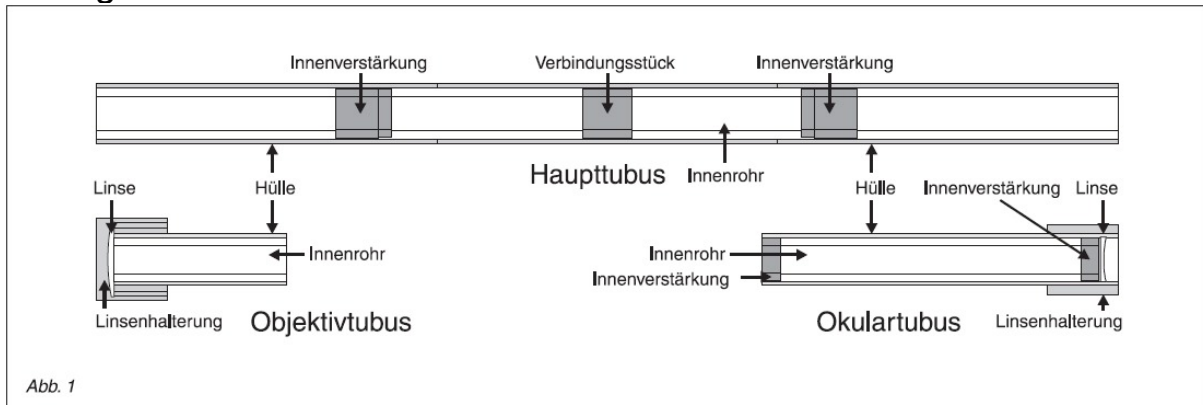 Innenverstärkung Verbindungsstück Innenverstärkung
Haupttubus Innenrohr
Linse Hülle Hülle Innenverstärkung Linse
Innenrohr Innenrohr
Innenverstärkung
Linsenhalterung Objektivtubus Okulartubus Linsenhalterung
Abb. 1